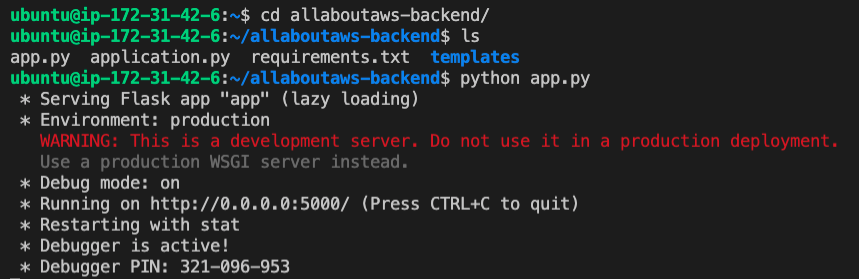 ubuntu@ip-172-31-42-6:~$ cd allaboutaws-backend/
ubuntu@ip-172-31-42-6:~/allaboutaws-backend$ ls
app.py  application.py  requirements.txt  templates
ubuntu@ip-172-31-42-6:~/allaboutaws-backend$ python app.py
 * Serving Flask app "app" (lazy loading)
 * Environment: production
   WARNING: This is a development server. Do not use it in a production deployment.
   Use a production WSGI server instead.
 * Debug mode: on
 * Running on http://0.0.0.0:5000/ (Press CTRL+C to quit)
 * Restarting with stat
 * Debugger is active!
 * Debugger PIN: 321-096-953